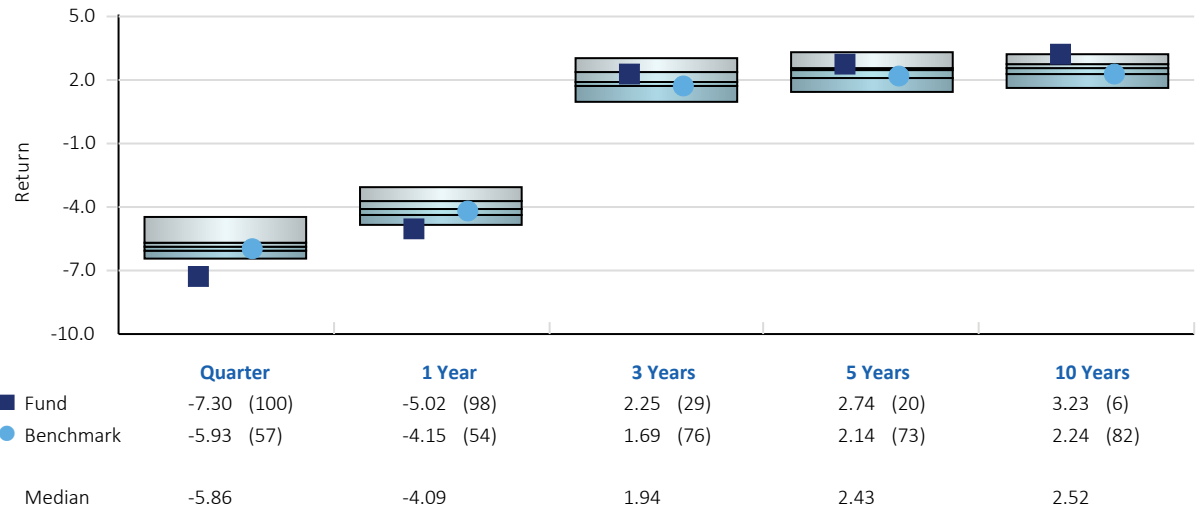 5.0
2.0
-1.0
-4.0
-7.0
-10.0
Return
Quarter 1 Year 3 Years 5 Years 10 Years
Fund -7.30 (100) -5.02 (98) 2.25 (29) 2.74 (20) 3.23 (6)
Benchmark -5.93 (57) -4.15 (54) 1.69 (76) 2.14 (73) 2.24 (82)
Median -5.86 -4.09 1.94 2.43 2.52